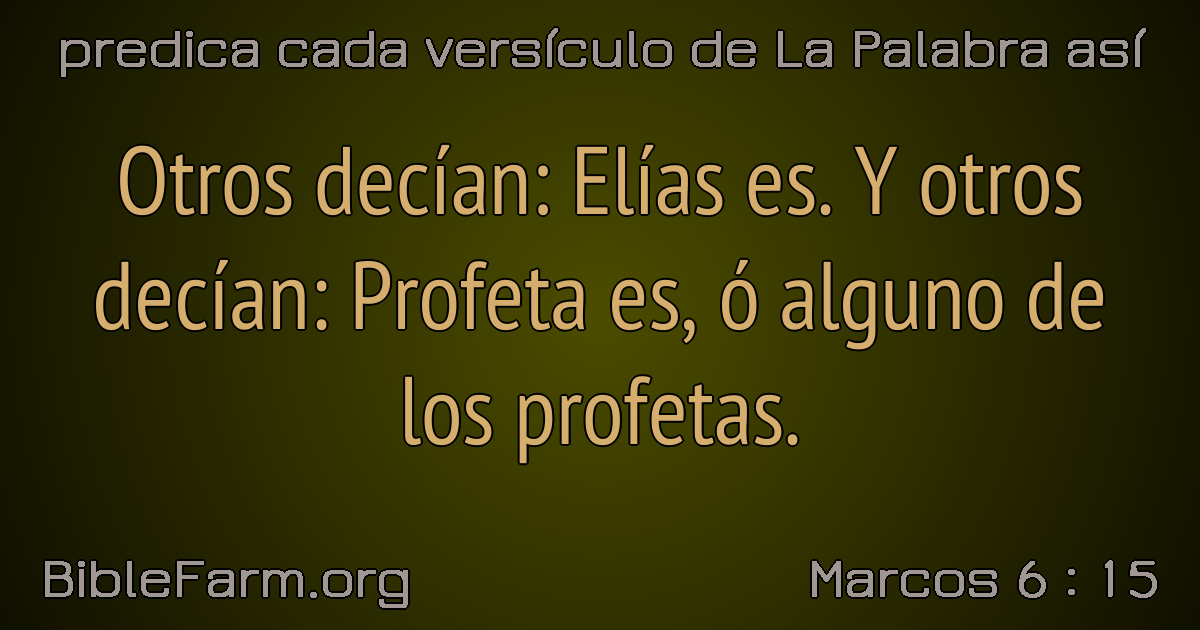 predica cada versículo de La Palabra así
Otros decían: Elías es. Y otros
decían: Profeta es, ó alguno de
los profetas.
BibleFarm.org
Marcos 6 : 15